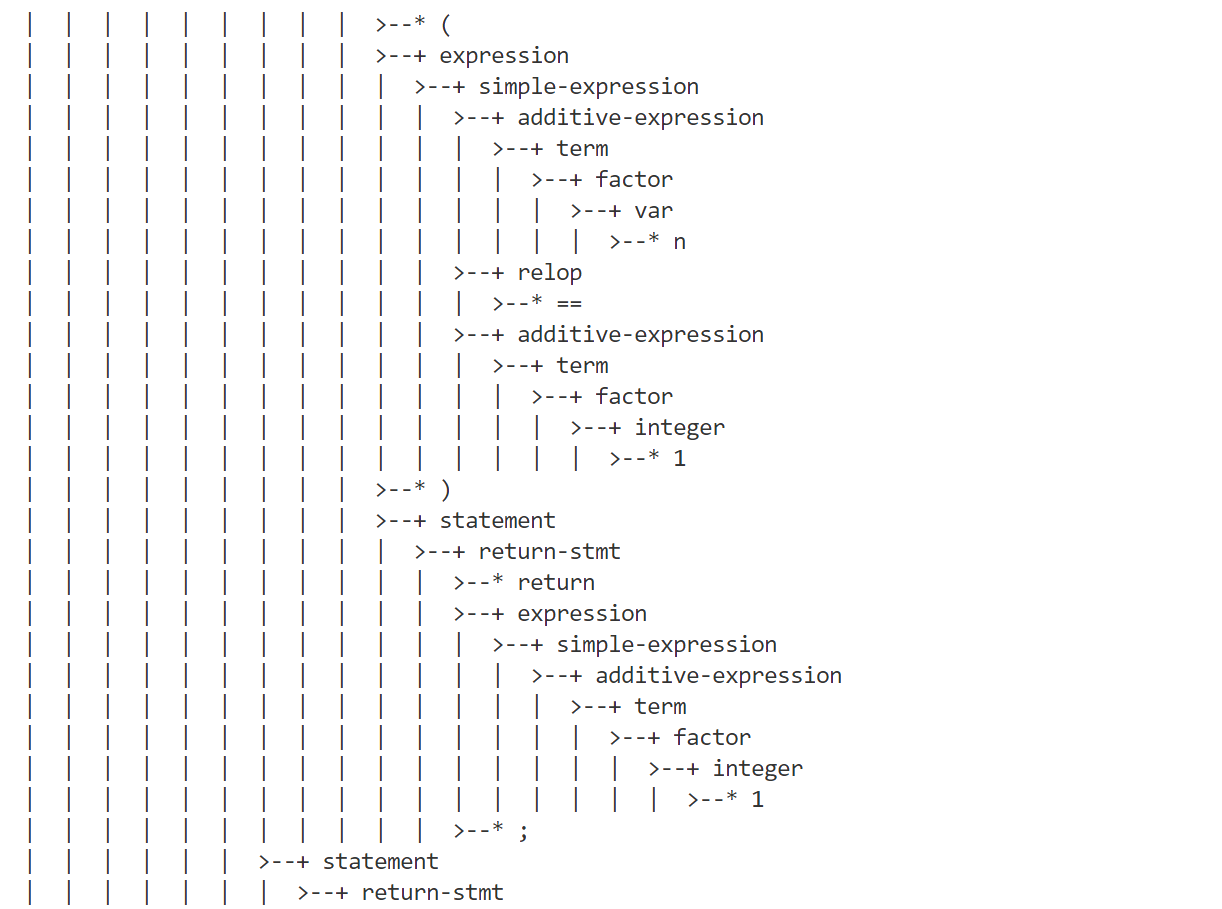 |  |  |  |  |  |  |  |  |  >--* (
|  |  |  |  |  |  |  |  |  >--+ expression
|  |  |  |  |  |  |  |  |  |  >--+ simple-expression
|  |  |  |  |  |  |  |  |  |  |  >--+ additive-expression
|  |  |  |  |  |  |  |  |  |  |  |  >--+ term
|  |  |  |  |  |  |  |  |  |  |  |  |  >--+ factor
|  |  |  |  |  |  |  |  |  |  |  |  |  |  >--+ var
|  |  |  |  |  |  |  |  |  |  |  |  |  |  |  >--* n
|  |  |  |  |  |  |  |  |  |  |  >--+ relop
|  |  |  |  |  |  |  |  |  |  |  |  >--* ==
|  |  |  |  |  |  |  |  |  |  |  >--+ additive-expression
|  |  |  |  |  |  |  |  |  |  |  |  >--+ term
|  |  |  |  |  |  |  |  |  |  |  |  |  >--+ factor
|  |  |  |  |  |  |  |  |  |  |  |  |  |  >--+ integer
|  |  |  |  |  |  |  |  |  |  |  |  |  |  |  >--* 1
|  |  |  |  |  |  |  |  |  >--* )
|  |  |  |  |  |  |  |  |  >--+ statement
|  |  |  |  |  |  |  |  |  |  >--+ return-stmt
|  |  |  |  |  |  |  |  |  |  |  >--* return
|  |  |  |  |  |  |  |  |  |  |  >--+ expression
|  |  |  |  |  |  |  |  |  |  |  |  >--+ simple-expression
|  |  |  |  |  |  |  |  |  |  |  |  |  >--+ additive-expression
|  |  |  |  |  |  |  |  |  |  |  |  |  |  >--+ term
|  |  |  |  |  |  |  |  |  |  |  |  |  |  |  >--+ factor
|  |  |  |  |  |  |  |  |  |  |  |  |  |  |  |  >--+ integer
|  |  |  |  |  |  |  |  |  |  |  |  |  |  |  |  |  >--* 1
|  |  |  |  |  |  |  |  |  |  |  >--* ;
|  |  |  |  |  |  >--+ statement
|  |  |  |  |  |  |  >--+ return-stmt